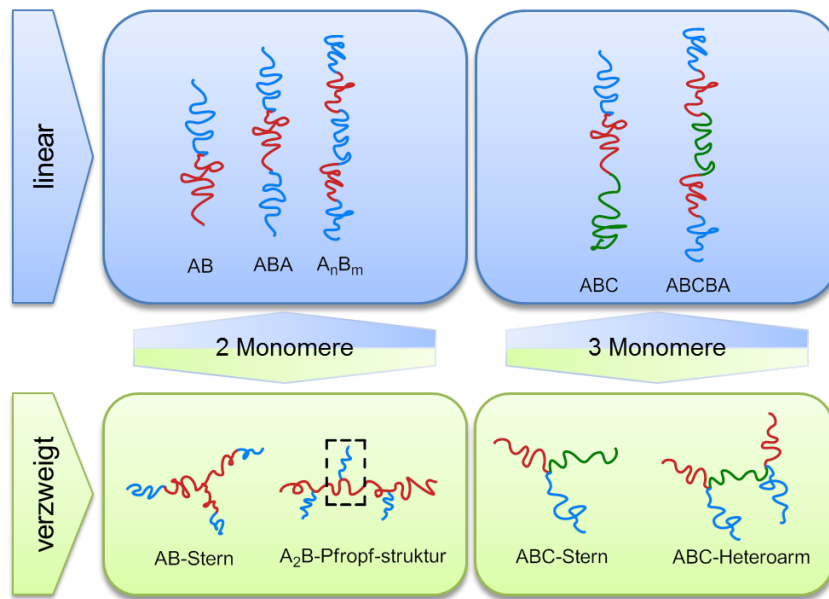 linear
AB
ABA
AₙBₘ
ABC
ABCBA
2 Monomere
3 Monomere
verzweigt
AB-Stern
A₂B-Pfropf-struktur
ABC-Stern
ABC-Heteroarm